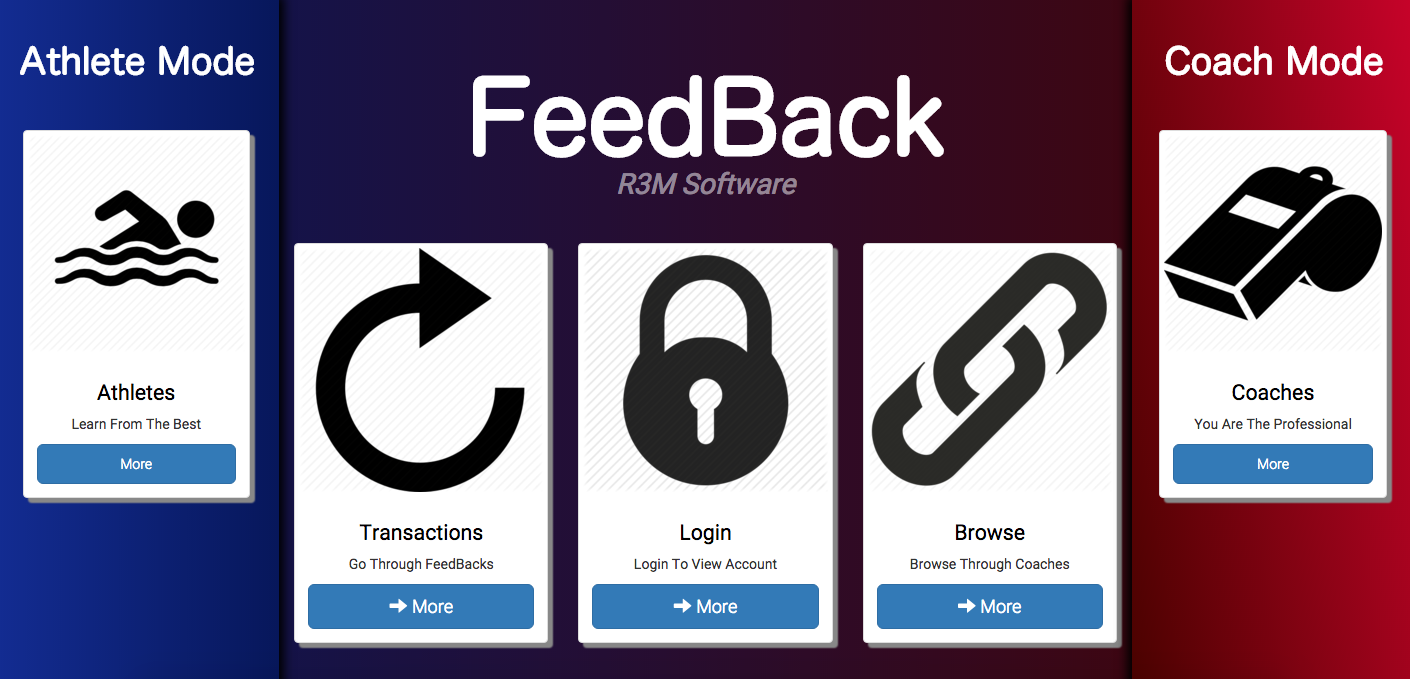 Athlete Mode
Athletes
Learn From The Best
More
FeedBack
R3M Software
Transactions
Go Through FeedBacks
More
Login
Login To View Account
More
Browse
Browse Through Coaches
More
Coach Mode
Coaches
You Are The Professional
More